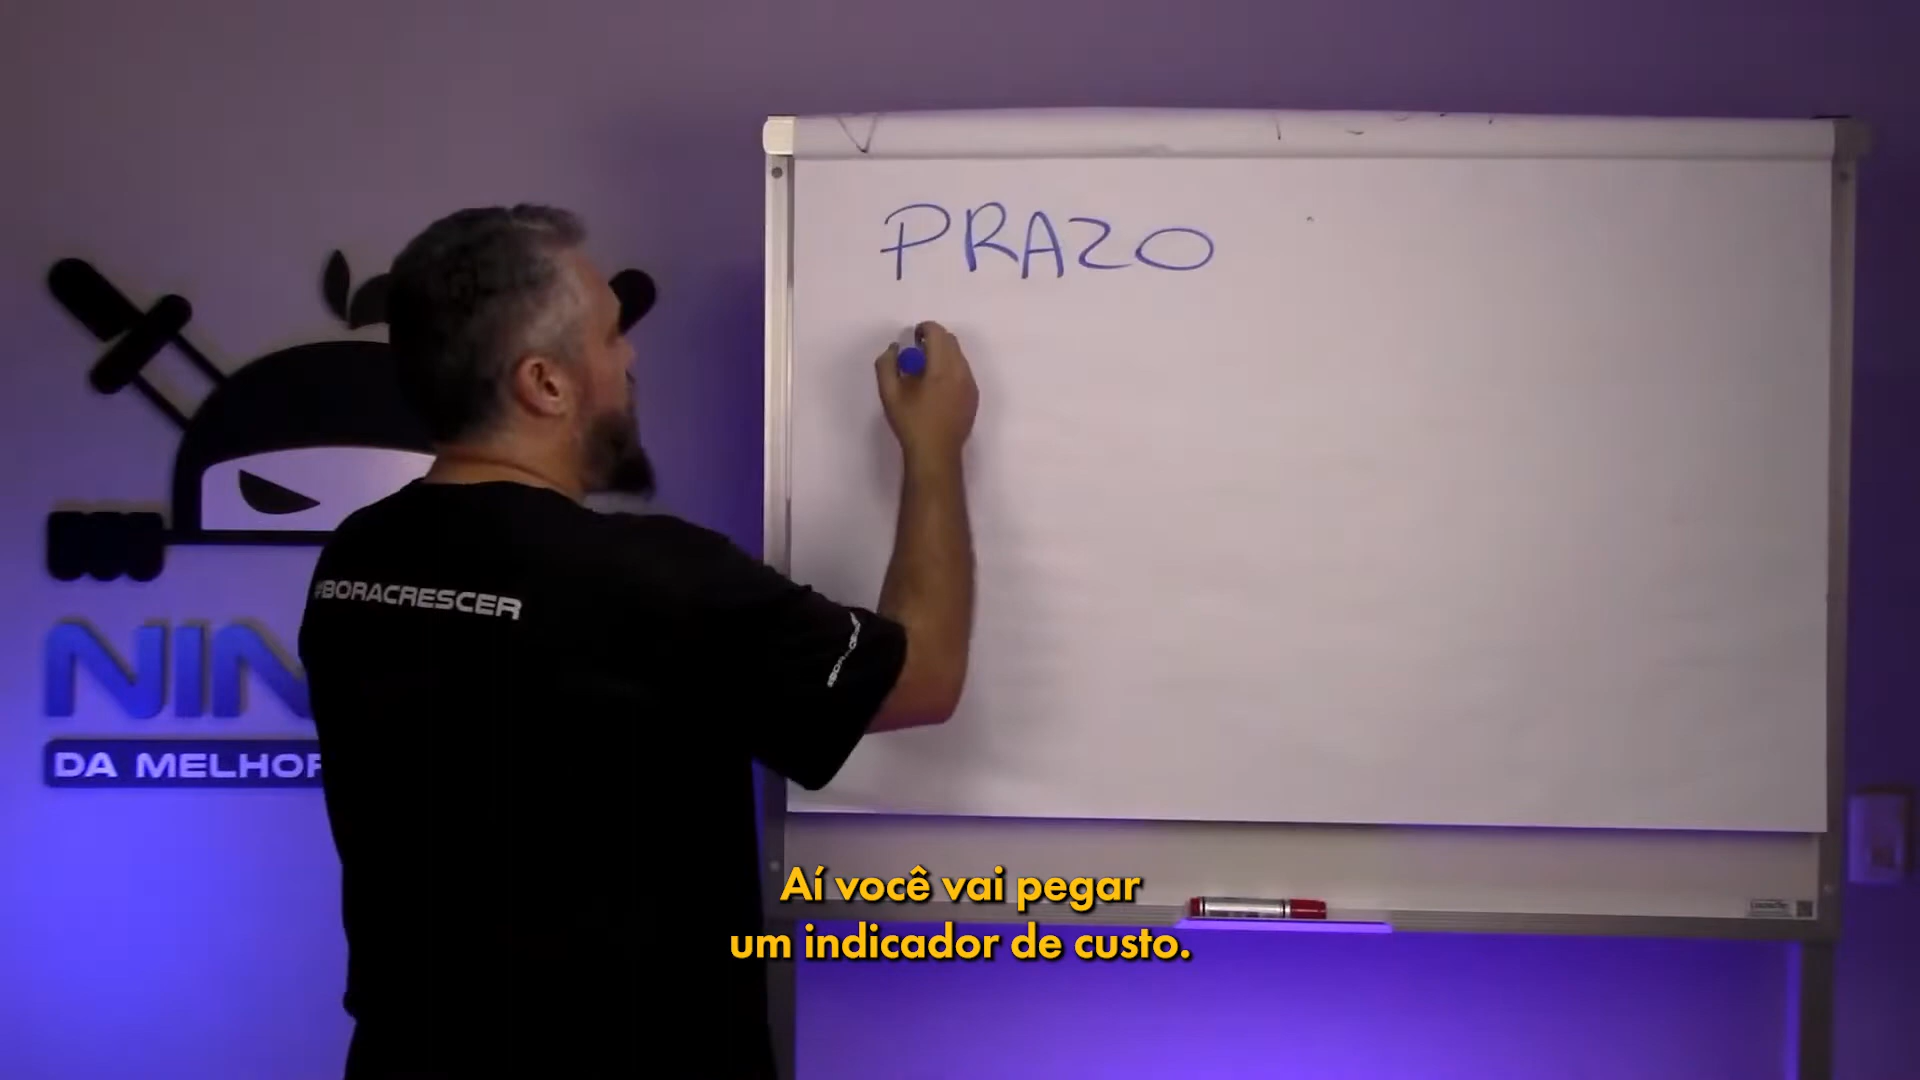 PRAZO
#BORACRESCER
NIN
DA MELHOR
Aí você vai pegar
um indicador de custo.